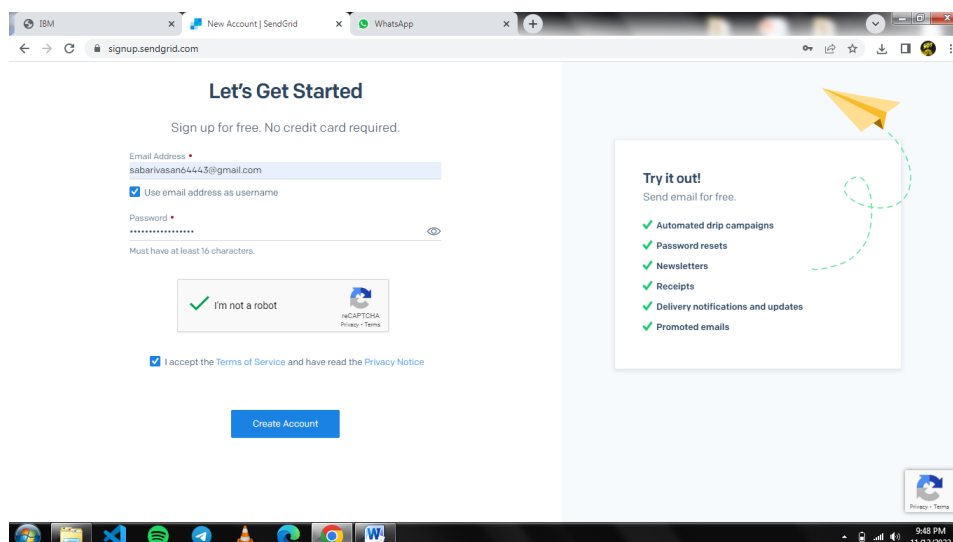 IBM
New Account | SendGrid
WhatsApp
signup.sendgrid.com
Let's Get Started
Sign up for free. No credit card required.
Email Address •
sabarivasan64443@gmail.com
Use email address as username
Password •
••••••••••••••••
Must have at least 16 characters.
I'm not a robot
reCAPTCHA
Privacy - Terms
I accept the Terms of Service and have read the Privacy Notice
Create Account
Try it out!
Send email for free.
Automated drip campaigns
Password resets
Newsletters
Receipts
Delivery notifications and updates
Promoted emails
Privacy - Terms
9:48 PM